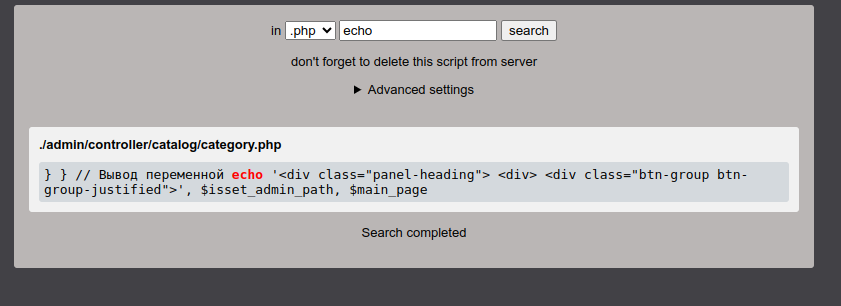 in .php echo search
don't forget to delete this script from server
▶ Advanced settings
./admin/controller/catalog/category.php
} } // Вывод переменной echo '<div class="panel-heading"> <div> <div class="btn-group btn-
group-justified">', $isset_admin_path, $main_page
Search completed